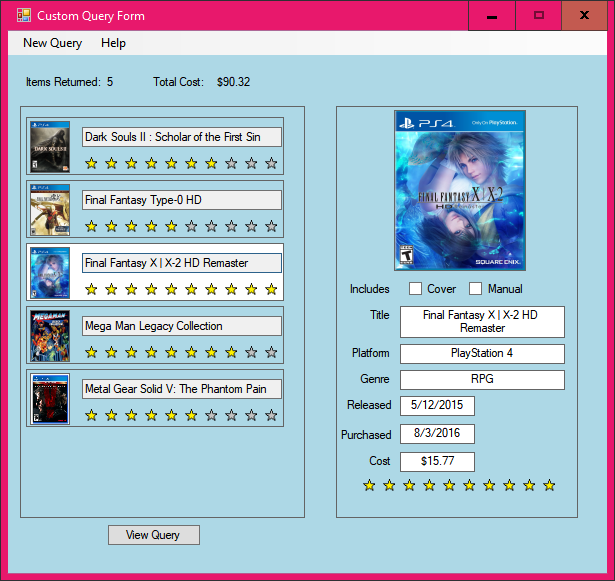 Custom Query Form
New Query Help
Items Returned: 5 Total Cost: $90.32
Dark Souls II : Scholar of the First Sin
Final Fantasy Type-0 HD
Final Fantasy X | X-2 HD Remaster
Mega Man Legacy Collection
Metal Gear Solid V: The Phantom Pain
View Query
PS4 Only On PlayStation.
FINAL FANTASY X|X-2
HD
SQUARE ENIX.
Includes Cover Manual
Title Final Fantasy X | X-2 HD
Remaster
Platform PlayStation 4
Genre RPG
Released 5/12/2015
Purchased 8/3/2016
Cost $15.77